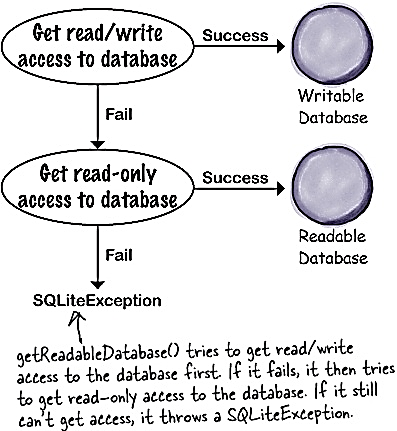 Get read/write
access to database
Success
Writable
Database
Fail
Get read-only
access to database
Success
Readable
Database
Fail
SQLiteException
getReadableDatabase() tries to get read/write
access to the database first. If it fails, it then tries
to get read-only access to the database. If it still
can't get access, it throws a SQLiteException.